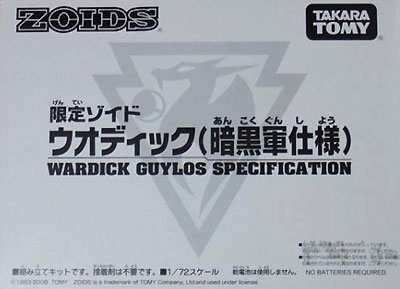 ZOIDS
TAKARA
TOMY
げん てい
限定ゾイド
あん こく ぐん し よう
ウオディック(暗黒軍仕様)
WARDICK GUYLOS SPECIFICATION
■組み立てキットです。接着剤は不要です。 ■1/72スケール 乾電池は使用しません。
NO BATTERIES REQUIRED.
TOMY ZOIDS is a trademark of TOMY Company, Ltd and used under license.